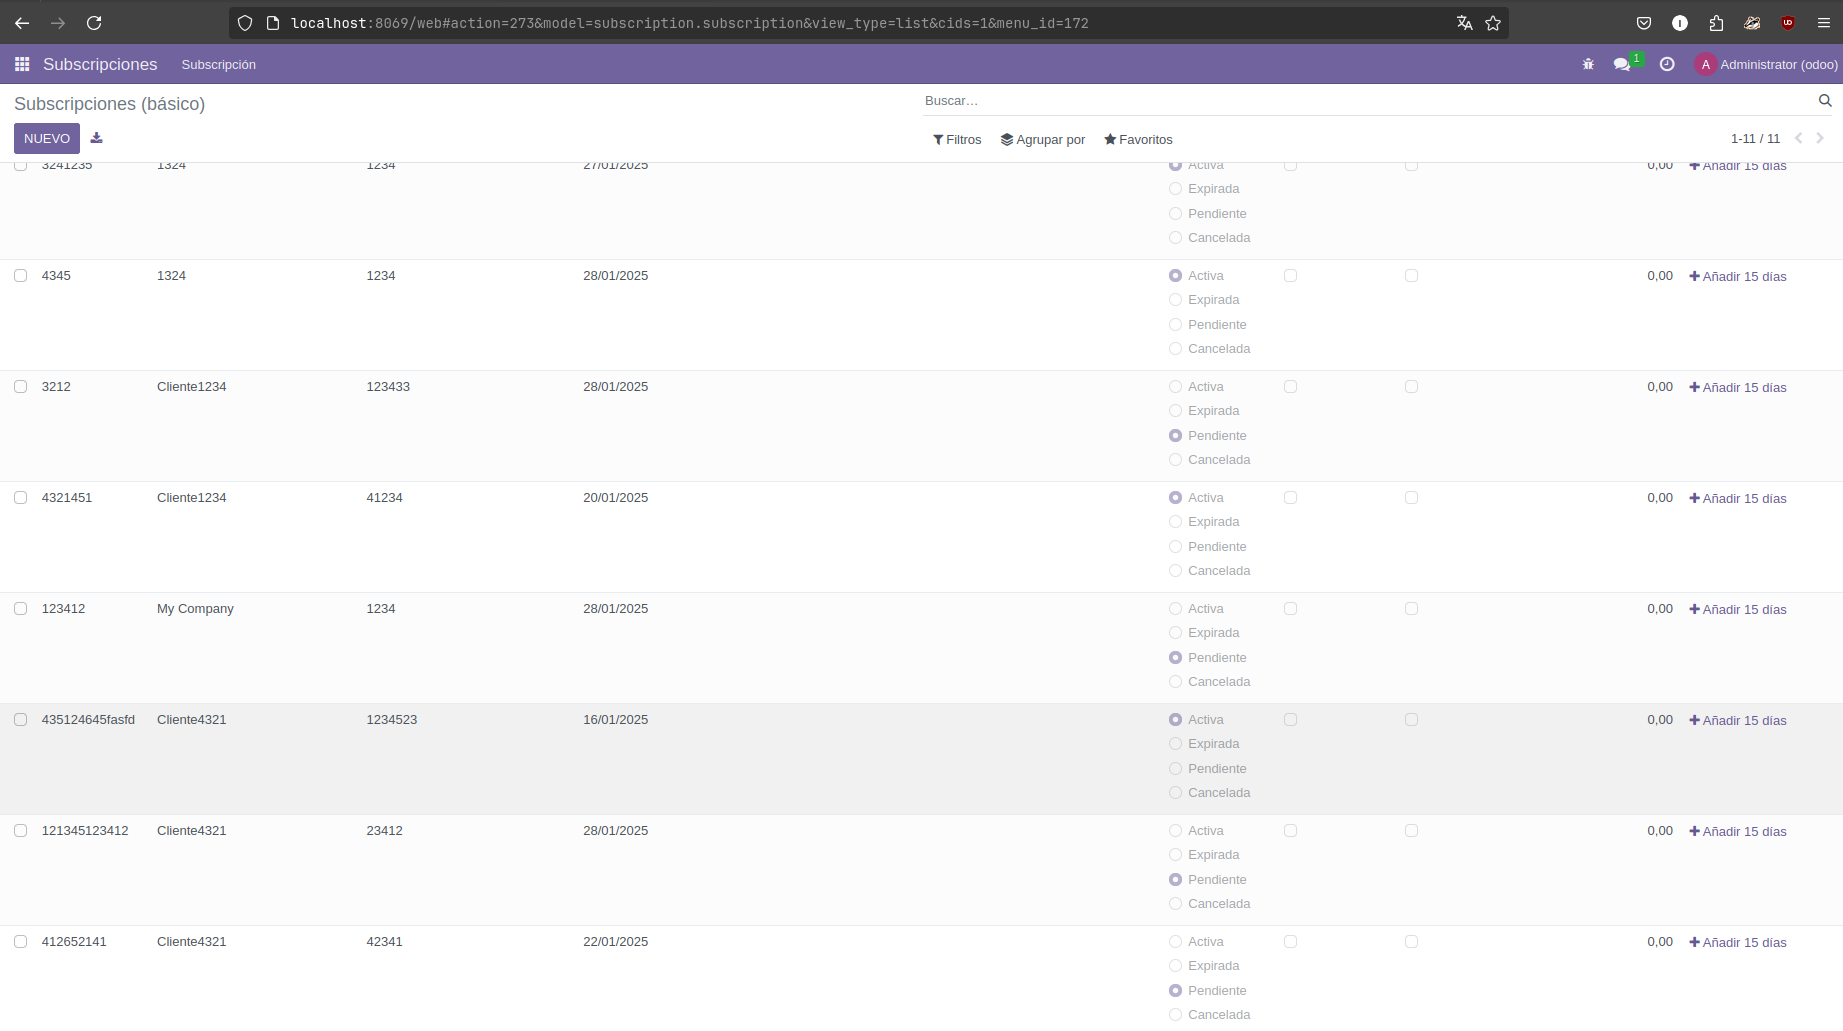 localhost:8069/web#action=273&model=subscription.subscription&view_type=list&cids=1&menu_id=172
Subscripciones Subscripción 1 A Administrator (odoo)
Subscripciones (básico) Buscar...
NUEVO Filtros Agrupar por Favoritos 1-11 / 11
3241235 1324 1234 27/01/2025 Activa 0,00 Añadir 15 días
Expirada
Pendiente
Cancelada
4345 1324 1234 28/01/2025 Activa 0,00 Añadir 15 días
Expirada
Pendiente
Cancelada
3212 Cliente1234 123433 28/01/2025 Activa 0,00 Añadir 15 días
Expirada
Pendiente
Cancelada
4321451 Cliente1234 41234 20/01/2025 Activa 0,00 Añadir 15 días
Expirada
Pendiente
Cancelada
123412 My Company 1234 28/01/2025 Activa 0,00 Añadir 15 días
Expirada
Pendiente
Cancelada
435124645fasfd Cliente4321 1234523 16/01/2025 Activa 0,00 Añadir 15 días
Expirada
Pendiente
Cancelada
121345123412 Cliente4321 23412 28/01/2025 Activa 0,00 Añadir 15 días
Expirada
Pendiente
Cancelada
412652141 Cliente4321 42341 22/01/2025 Activa 0,00 Añadir 15 días
Expirada
Pendiente
Cancelada